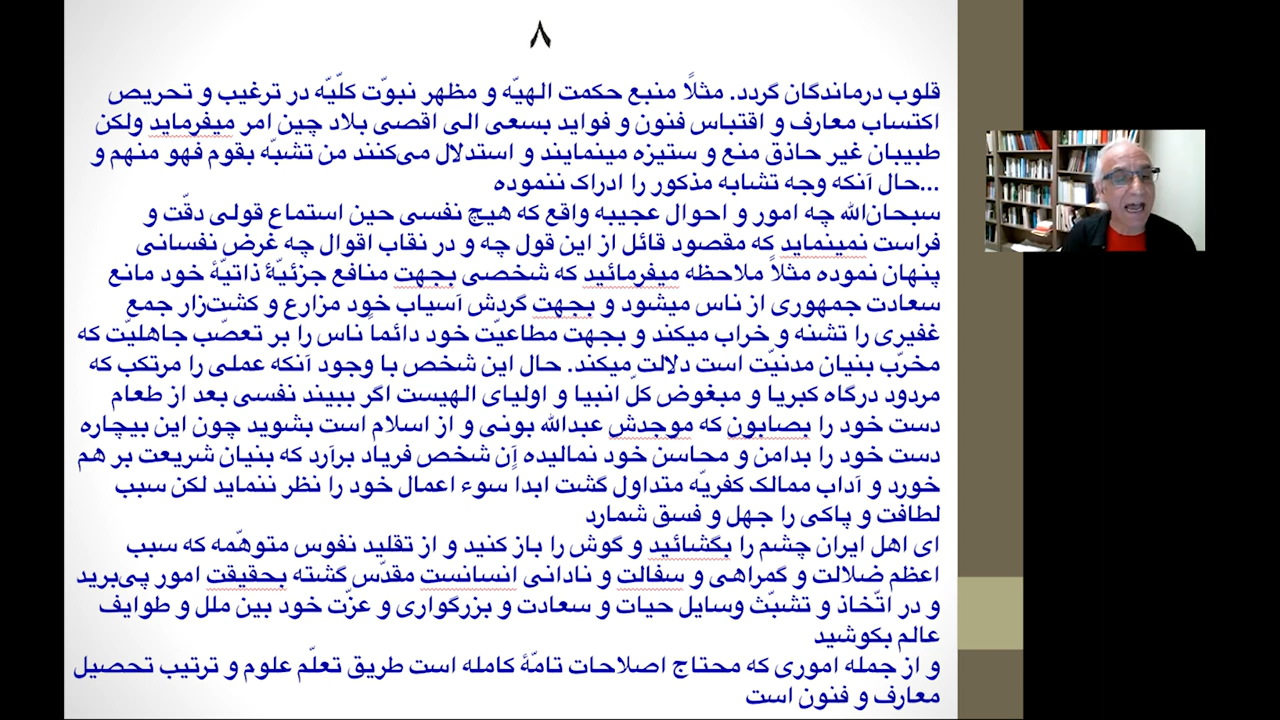 ۸
قلوب درماندگان گردد. مثلاً منبع حکمت الهیّه و مظهر نبوّت کلّیّه در ترغیب و تحریص
اکتساب معارف و اقتباس فنون و فواید بسعی الی اقصی بلاد چین امر میفرماید ولکن
طبیبان غیر حاذق منع و ستیزه مینمایند و استدلال می‌کنند من تشبّه بقوم فهو منهم و
...حال آنکه وجه تشابه مذکور را ادراک ننموده
سبحان‌الله چه امور و احوال عجیبه واقع که هیچ نفسی حین استماع قولی دقّت و
فراست نمینماید که مقصود قائل از این قول چه و در نقاب اقوال چه غرض نفسانی
پنهان نموده مثلاً ملاحظه میفرمائید که شخصی بجهت منافع جزئیّهٔ ذاتیّهٔ خود مانع
سعادت جمهوری از ناس میشود و بجهت گردش آسیاب خود مزارع و کشت‌زار جمع
غفیری را تشنه و خراب میکند و بجهت مطاعیّت خود دائماً ناس را بر تعصّب جاهلیّت که
مخرّب بنیان مدنیّت است دلالت میکند. حال این شخص با وجود آنکه عملی را مرتکب که
مردود درگاه کبریا و مبغوض کلّ انبیا و اولیای الهیست اگر ببیند نفسی بعد از طعام
دست خود را بصابون که موجدش عبدالله بونی و از اسلام است بشوید چون این بیچاره
دست خود را بدامن و محاسن خود نمالیده آن شخص فریاد برآرد که بنیان شریعت بر هم
خورد و آداب ممالک کفریّه متداول گشت ابدا سوء اعمال خود را نظر ننماید لکن سبب
لطافت و پاکی را جهل و فسق شمارد
ای اهل ایران چشم را بگشائید و گوش را باز کنید و از تقلید نفوس متوهّمه که سبب
اعظم ضلالت و گمراهی و سفالت و نادانی انسانست مقدّس گشته بحقیقت امور پی‌برید
و در اتّخاذ و تشبّث وسایل حیات و سعادت و بزرگواری و عزّت خود بین ملل و طوایف
عالم بکوشید
و از جمله اموری که محتاج اصلاحات تامّهٔ کامله است طریق تعلّم علوم و ترتیب تحصیل
معارف و فنون است